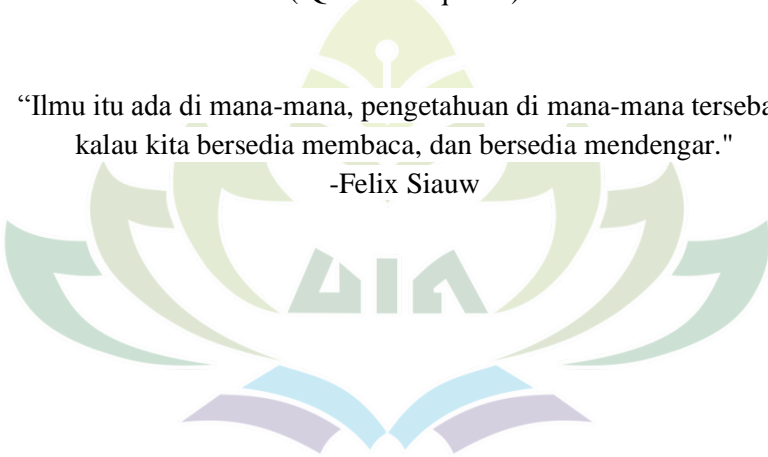 “Ilmu itu ada di mana-mana, pengetahuan di mana-mana terseba
kalau kita bersedia membaca, dan bersedia mendengar."
-Felix Siauw
UIN